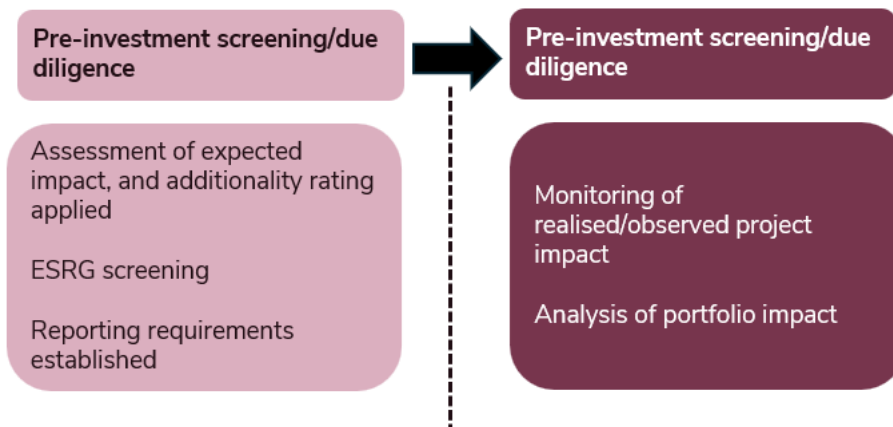 Pre-investment screening/due
diligence
Assessment of expected
impact, and additionality rating
applied
ESRG screening
Reporting requirements
established
Pre-investment screening/due
diligence
Monitoring of
realised/observed project
impact
Analysis of portfolio impact